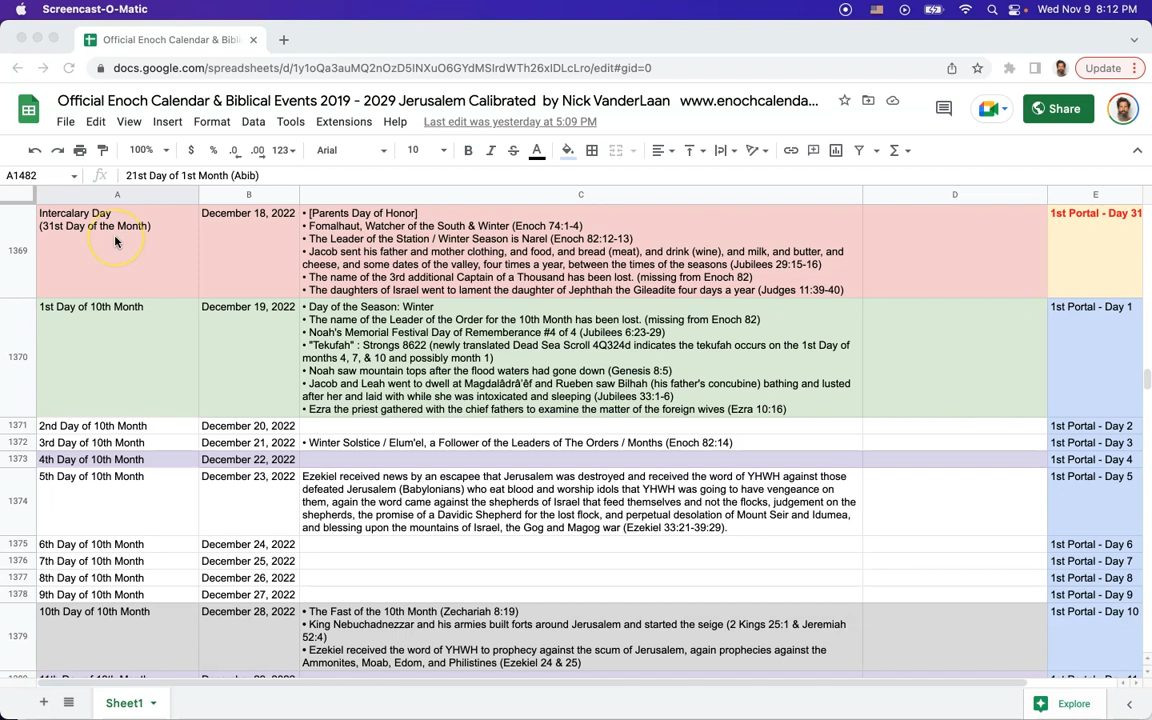 Screencast-O-Matic
Wed Nov 9 8:12 PM
Official Enoch Calendar & Bibli
docs.google.com/spreadsheets/d/1y1oQa3auMQ2nOzD5INXuO6GYdMSIrdWTh26xIDLcLro/edit#gid=0
Update
Official Enoch Calendar & Biblical Events 2019 - 2029 Jerusalem Calibrated by Nick VanderLaan www.enochcalenda...
Share
File Edit View Insert Format Data Tools Extensions Help Last edit was yesterday at 5:09 PM
100% $ % .0 .00 123 Arial 10 B I S A
A1482 fx 21st Day of 1st Month (Abib)
A B C D E
1369
Intercalary Day
(31st Day of the Month)
December 18, 2022
• [Parents Day of Honor]
• Fomalhaut, Watcher of the South & Winter (Enoch 74:1-4)
• The Leader of the Station / Winter Season is Narel (Enoch 82:12-13)
• Jacob sent his father and mother clothing, and food, and bread (meat), and drink (wine), and milk, and butter, and
cheese, and some dates of the valley, four times a year, between the times of the seasons (Jubilees 29:15-16)
• The name of the 3rd additional Captain of a Thousand has been lost. (missing from Enoch 82)
• The daughters of Israel went to lament the daughter of Jephthah the Gileadite four days a year (Judges 11:39-40)
1st Portal - Day 31
1370
1st Day of 10th Month
December 19, 2022
• Day of the Season: Winter
• The name of the Leader of the Order for the 10th Month has been lost. (missing from Enoch 82)
• Noah's Memorial Festival Day of Rememberance #4 of 4 (Jubilees 6:23-29)
• "Tekufah" : Strongs 8622 (newly translated Dead Sea Scroll 4Q324d indicates the tekufah occurs on the 1st Day of
months 4, 7, & 10 and possibly month 1)
• Noah saw mountain tops after the flood waters had gone down (Genesis 8:5)
• Jacob and Leah went to dwell at Magdalâdrâ'êf and Rueben saw Bilhah (his father's concubine) bathing and lusted
after her and laid with while she was intoxicated and sleeping (Jubilees 33:1-6)
• Ezra the priest gathered with the chief fathers to examine the matter of the foreign wives (Ezra 10:16)
1st Portal - Day 1
1371 2nd Day of 10th Month December 20, 2022 1st Portal - Day 2
1372 3rd Day of 10th Month December 21, 2022 • Winter Solstice / Elum'el, a Follower of the Leaders of The Orders / Months (Enoch 82:14) 1st Portal - Day 3
1373 4th Day of 10th Month December 22, 2022 1st Portal - Day 4
1374
5th Day of 10th Month
December 23, 2022
Ezekiel received news by an escapee that Jerusalem was destroyed and received the word of YHWH against those
defeated Jerusalem (Babylonians) who eat blood and worship idols that YHWH was going to have vengeance on
them, again the word came against the shepherds of Israel that feed themselves and not the flocks, judgement on the
shepherds, the promise of a Davidic Shepherd for the lost flock, and perpetual desolation of Mount Seir and Idumea,
and blessing upon the mountains of Israel, the Gog and Magog war (Ezekiel 33:21-39:29).
1st Portal - Day 5
1375 6th Day of 10th Month December 24, 2022 1st Portal - Day 6
1376 7th Day of 10th Month December 25, 2022 1st Portal - Day 7
1377 8th Day of 10th Month December 26, 2022 1st Portal - Day 8
1378 9th Day of 10th Month December 27, 2022 1st Portal - Day 9
1379
10th Day of 10th Month
December 28, 2022
• The Fast of the 10th Month (Zechariah 8:19)
• King Nebuchadnezzar and his armies built forts around Jerusalem and started the seige (2 Kings 25:1 & Jeremiah
52:4)
• Ezekiel received the word of YHWH to prophecy against the scum of Jerusalem, again prophecies against the
Ammonites, Moab, Edom, and Philistines (Ezekiel 24 & 25)
1st Portal - Day 10
Sheet1
Explore